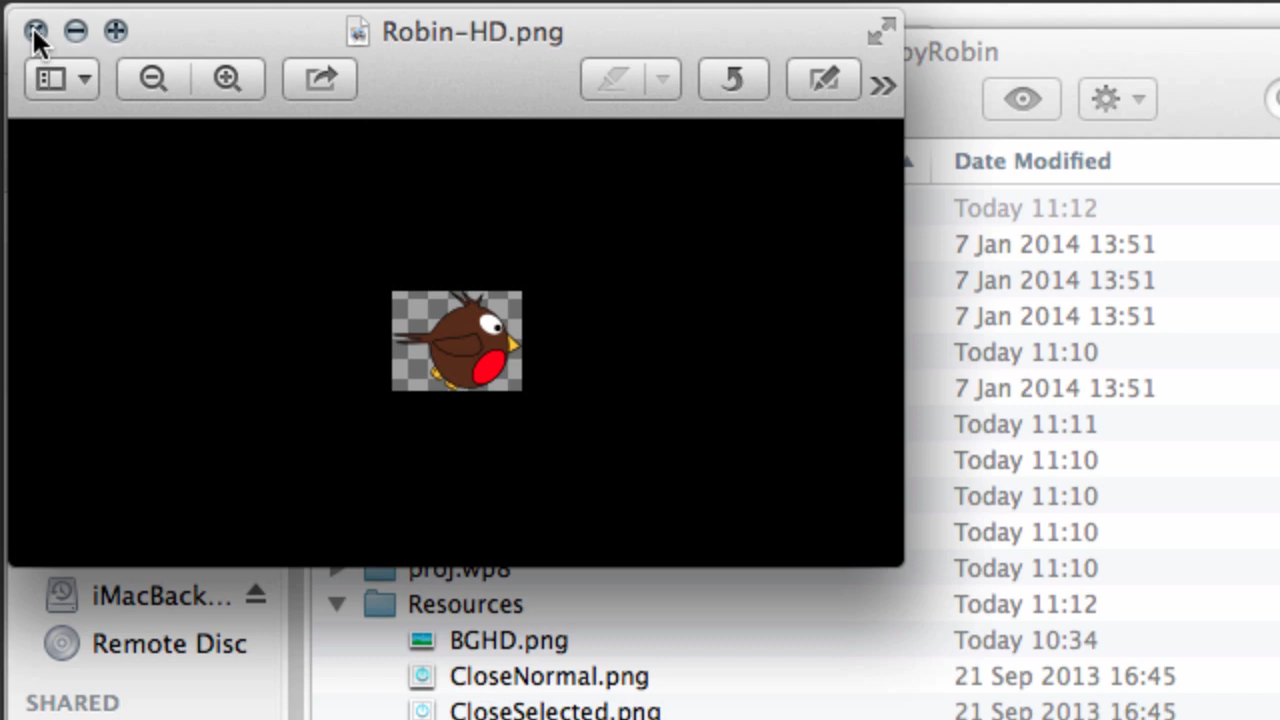 Robin-HD.png
byRobin
Date Modified
Today 11:12
7 Jan 2014 13:51
7 Jan 2014 13:51
7 Jan 2014 13:51
Today 11:10
7 Jan 2014 13:51
Today 11:11
Today 11:10
Today 11:10
Today 11:10
proj.wp8 Today 11:10
iMacBack...
Resources Today 11:12
Remote Disc
BGHD.png Today 10:34
CloseNormal.png 21 Sep 2013 16:45
SHARED
CloseSelected.png 21 Sep 2013 16:45